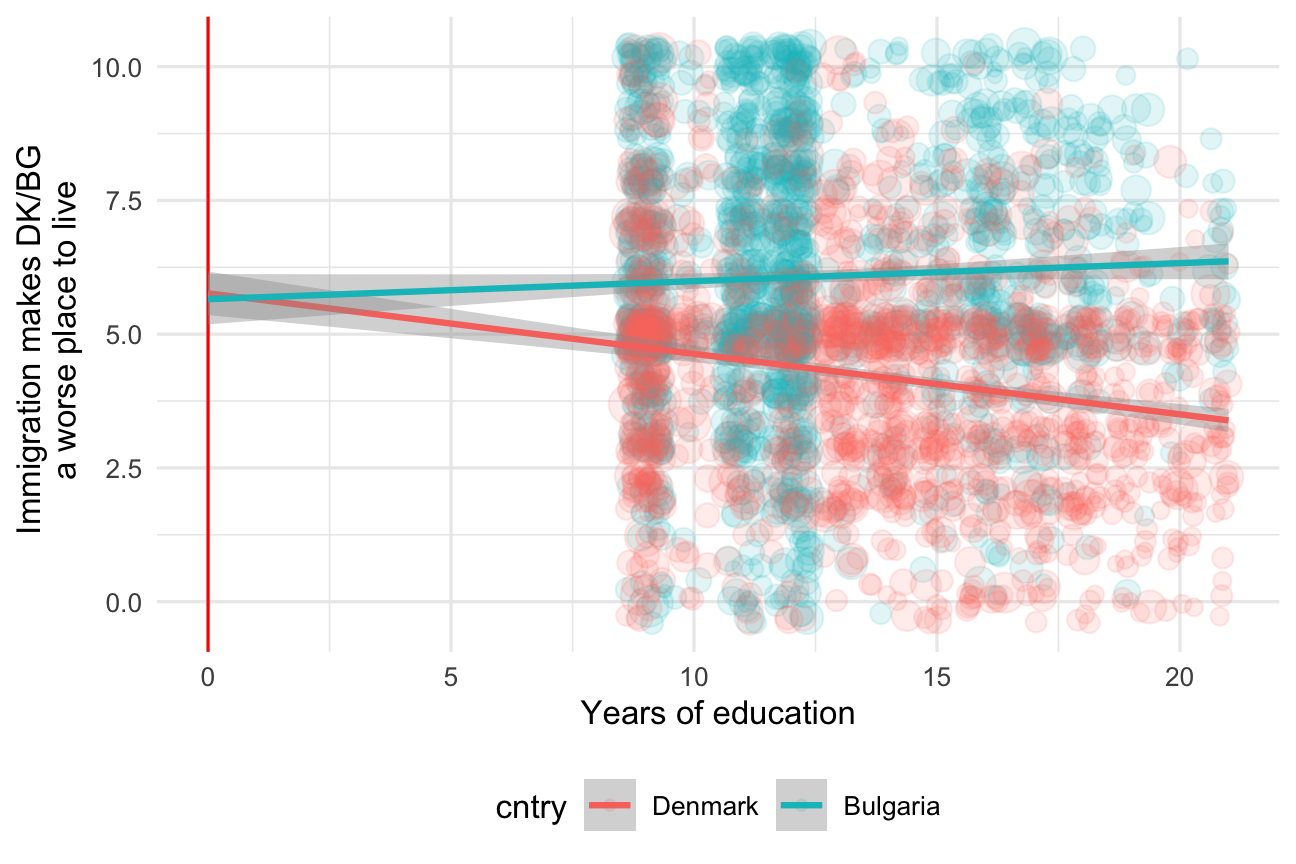 Immigration makes DK/BG
a worse place to live
10.0
7.5
5.0
2.5
0.0
0 5 10 15 20
Years of education
cntry Denmark Bulgaria